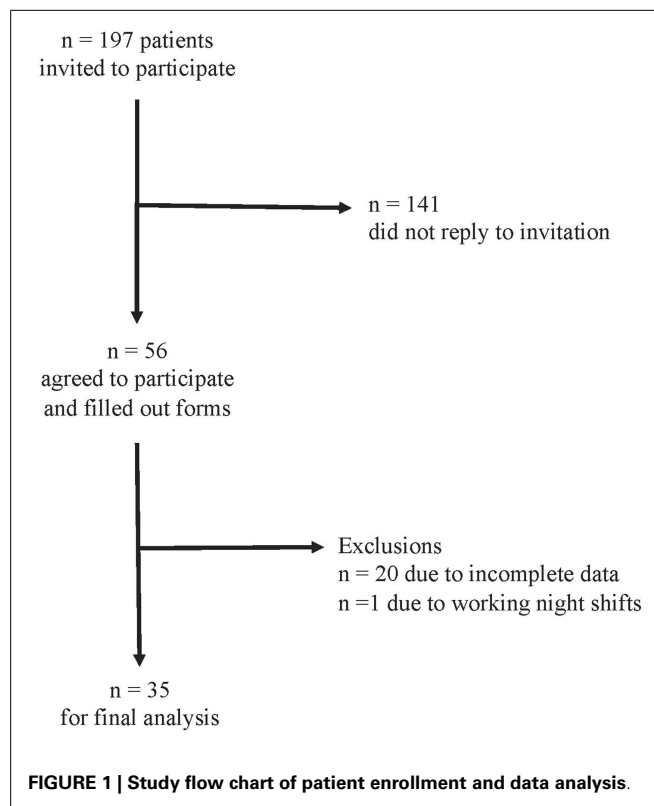 n = 197 patients
invited to participate
n = 141
did not reply to invitation
n = 56
agreed to participate
and filled out forms
Exclusions
n = 20 due to incomplete data
n =1 due to working night shifts
n = 35
for final analysis
FIGURE 1 | Study flow chart of patient enrollment and data analysis.